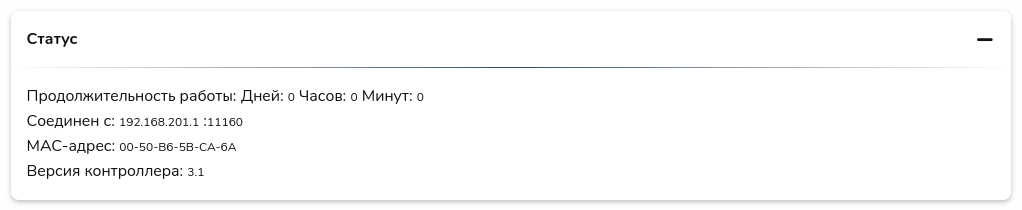 Статус
Продолжительность работы: Дней: 0 Часов: 0 Минут: 0
Соединен с: 192.168.201.1 :11160
MAC-адрес: 00-50-B6-5B-CA-6A
Версия контроллера: 3.1